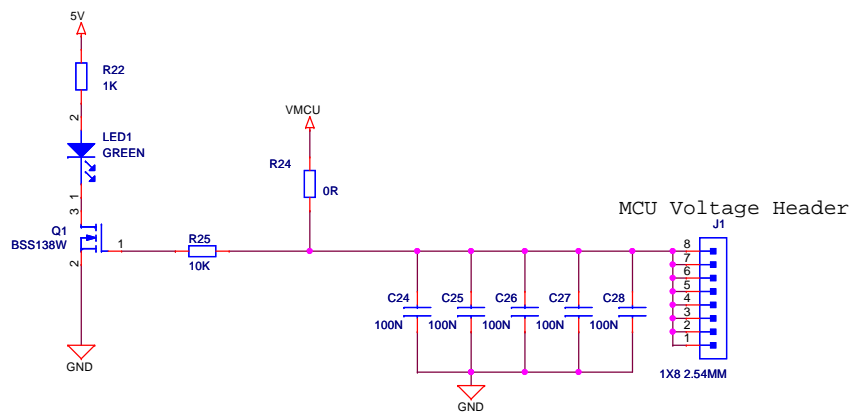 5V
R22
1K
2
LED1
GREEN
1
3
Q1
BSS138W
1
2
GND
R25
10K
VMCU
R24
0R
MCU Voltage Header
J1
8
7
6
5
4
3
2
1
1X8 2.54MM
C24
100N
C25
100N
C26
100N
C27
100N
C28
100N
GND